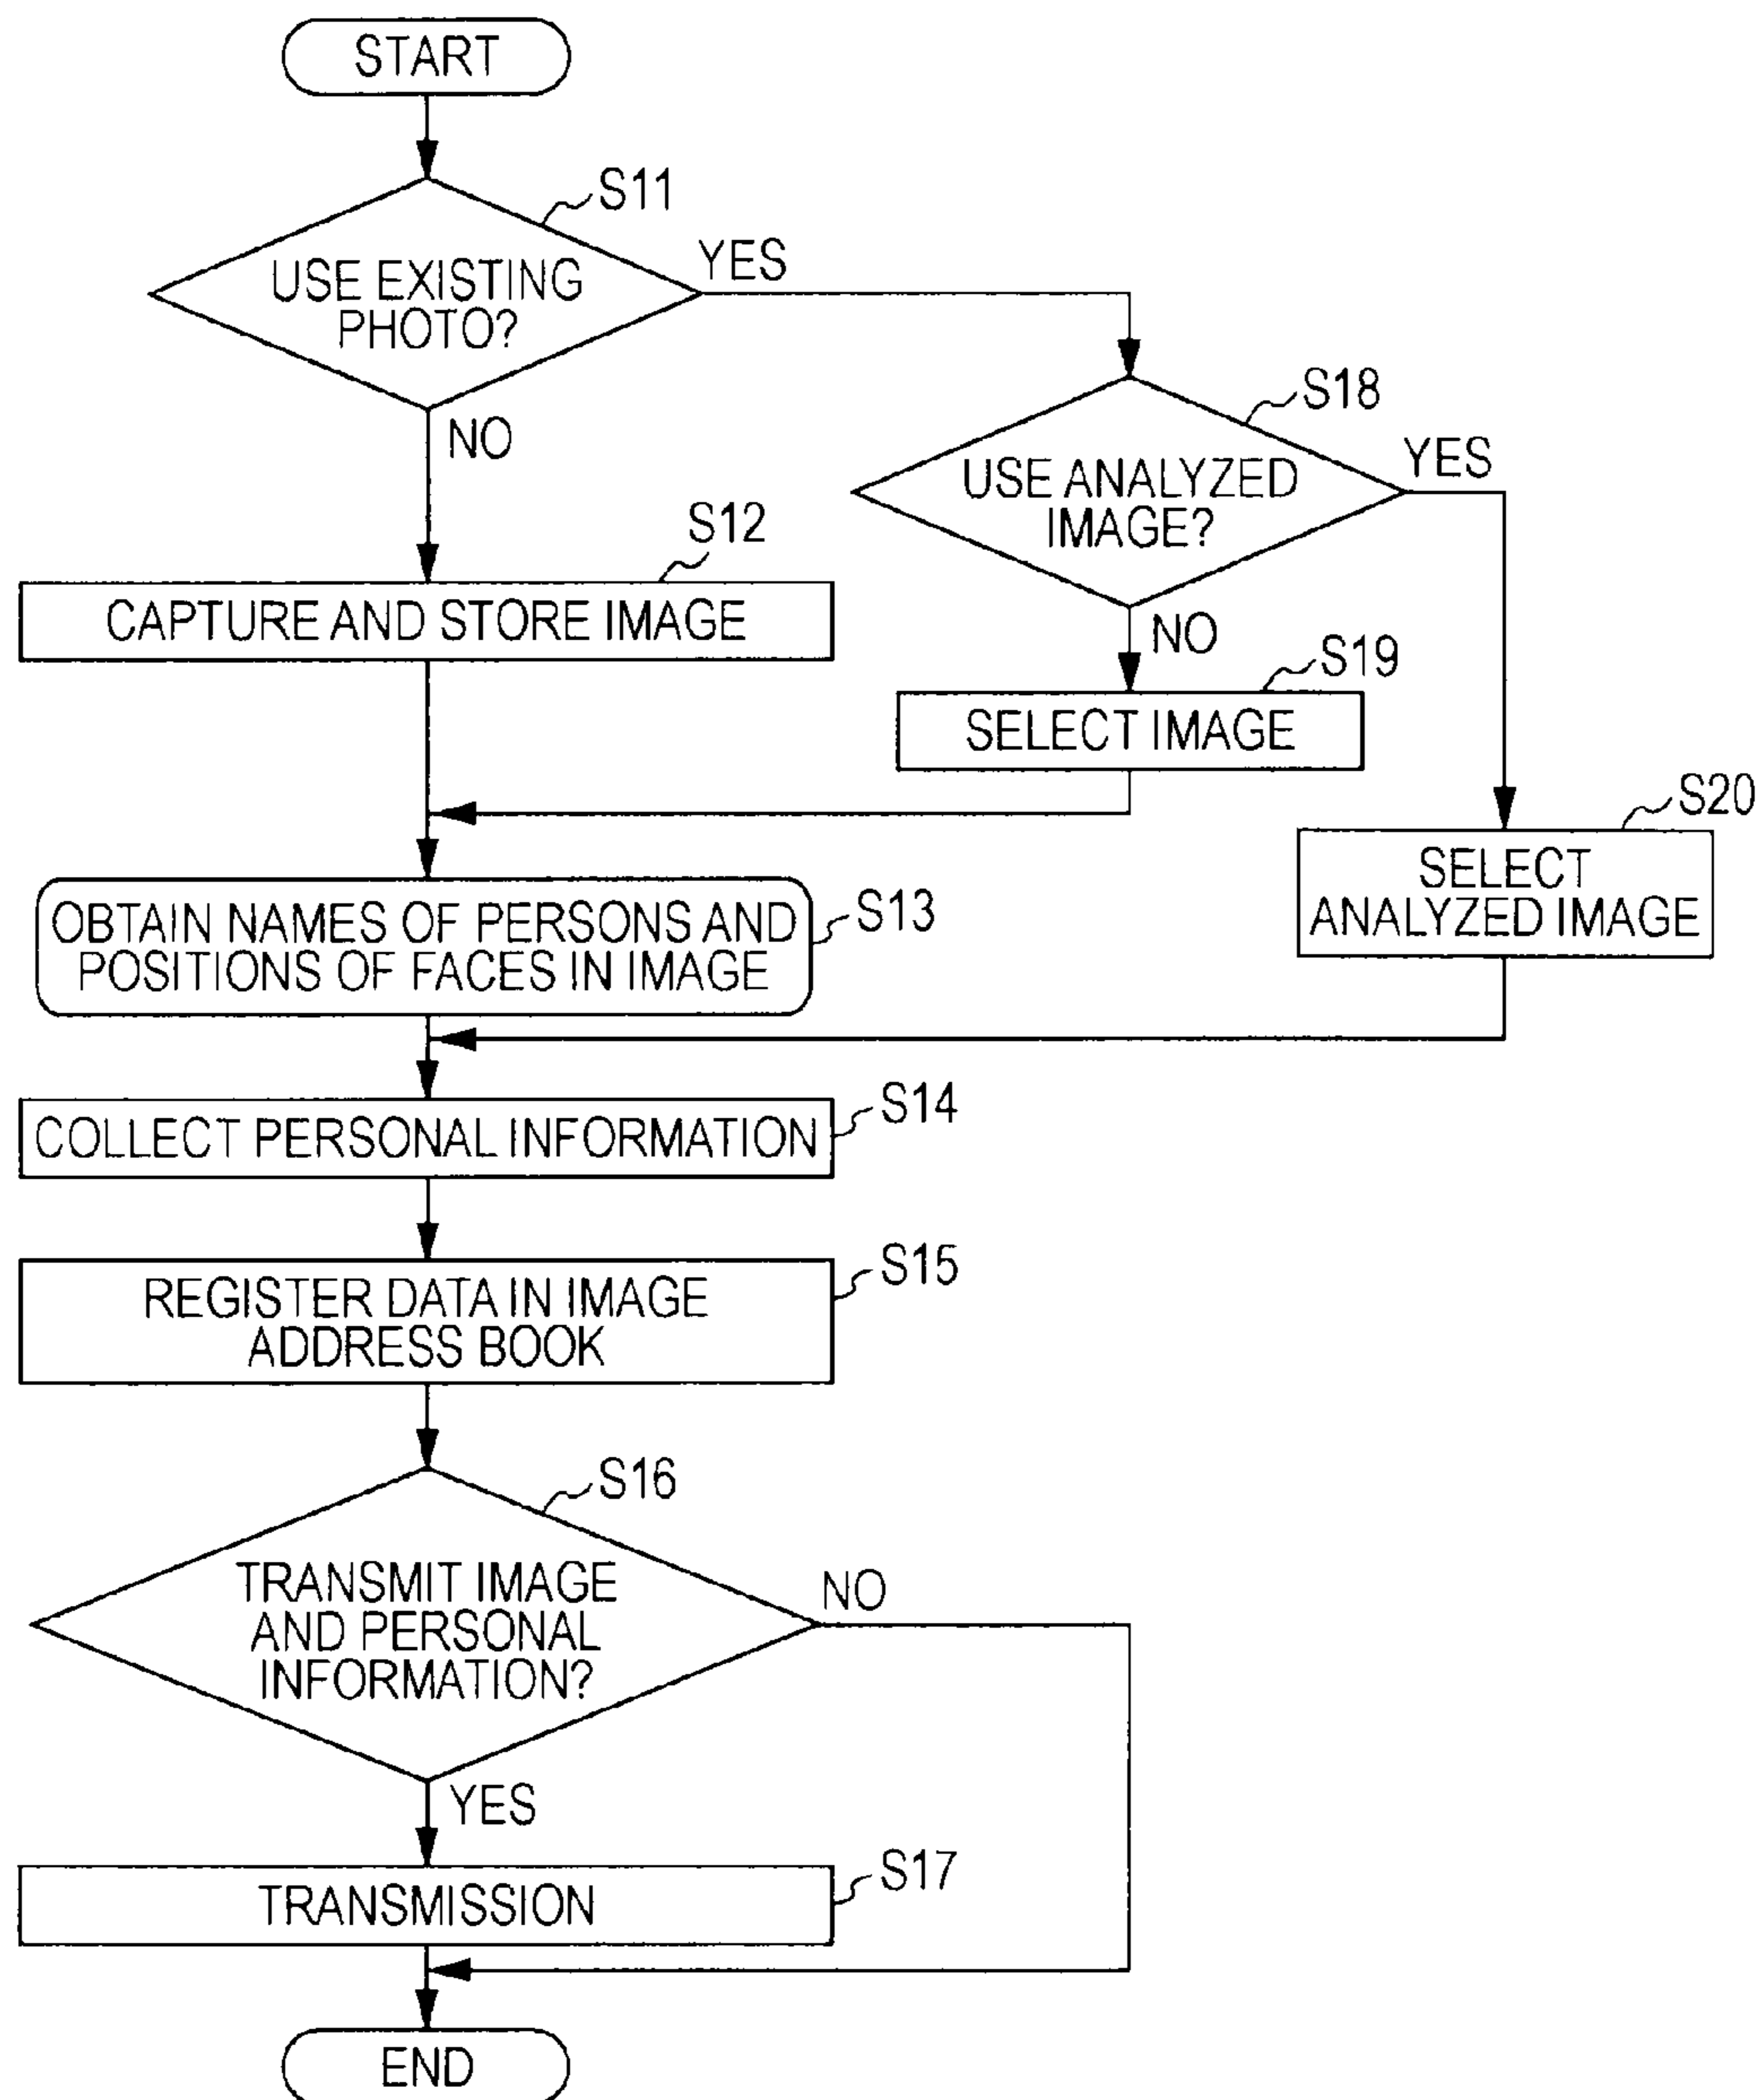 START
S11
USE EXISTING
PHOTO?
YES
NO
S18
USE ANALYZED
IMAGE?
YES
NO
S12
CAPTURE AND STORE IMAGE
S19
SELECT IMAGE
S20
SELECT
ANALYZED IMAGE
S13
OBTAIN NAMES OF PERSONS AND
POSITIONS OF FACES IN IMAGE
S14
COLLECT PERSONAL INFORMATION
S15
REGISTER DATA IN IMAGE
ADDRESS BOOK
S16
TRANSMIT IMAGE
AND PERSONAL
INFORMATION?
NO
YES
S17
TRANSMISSION
END